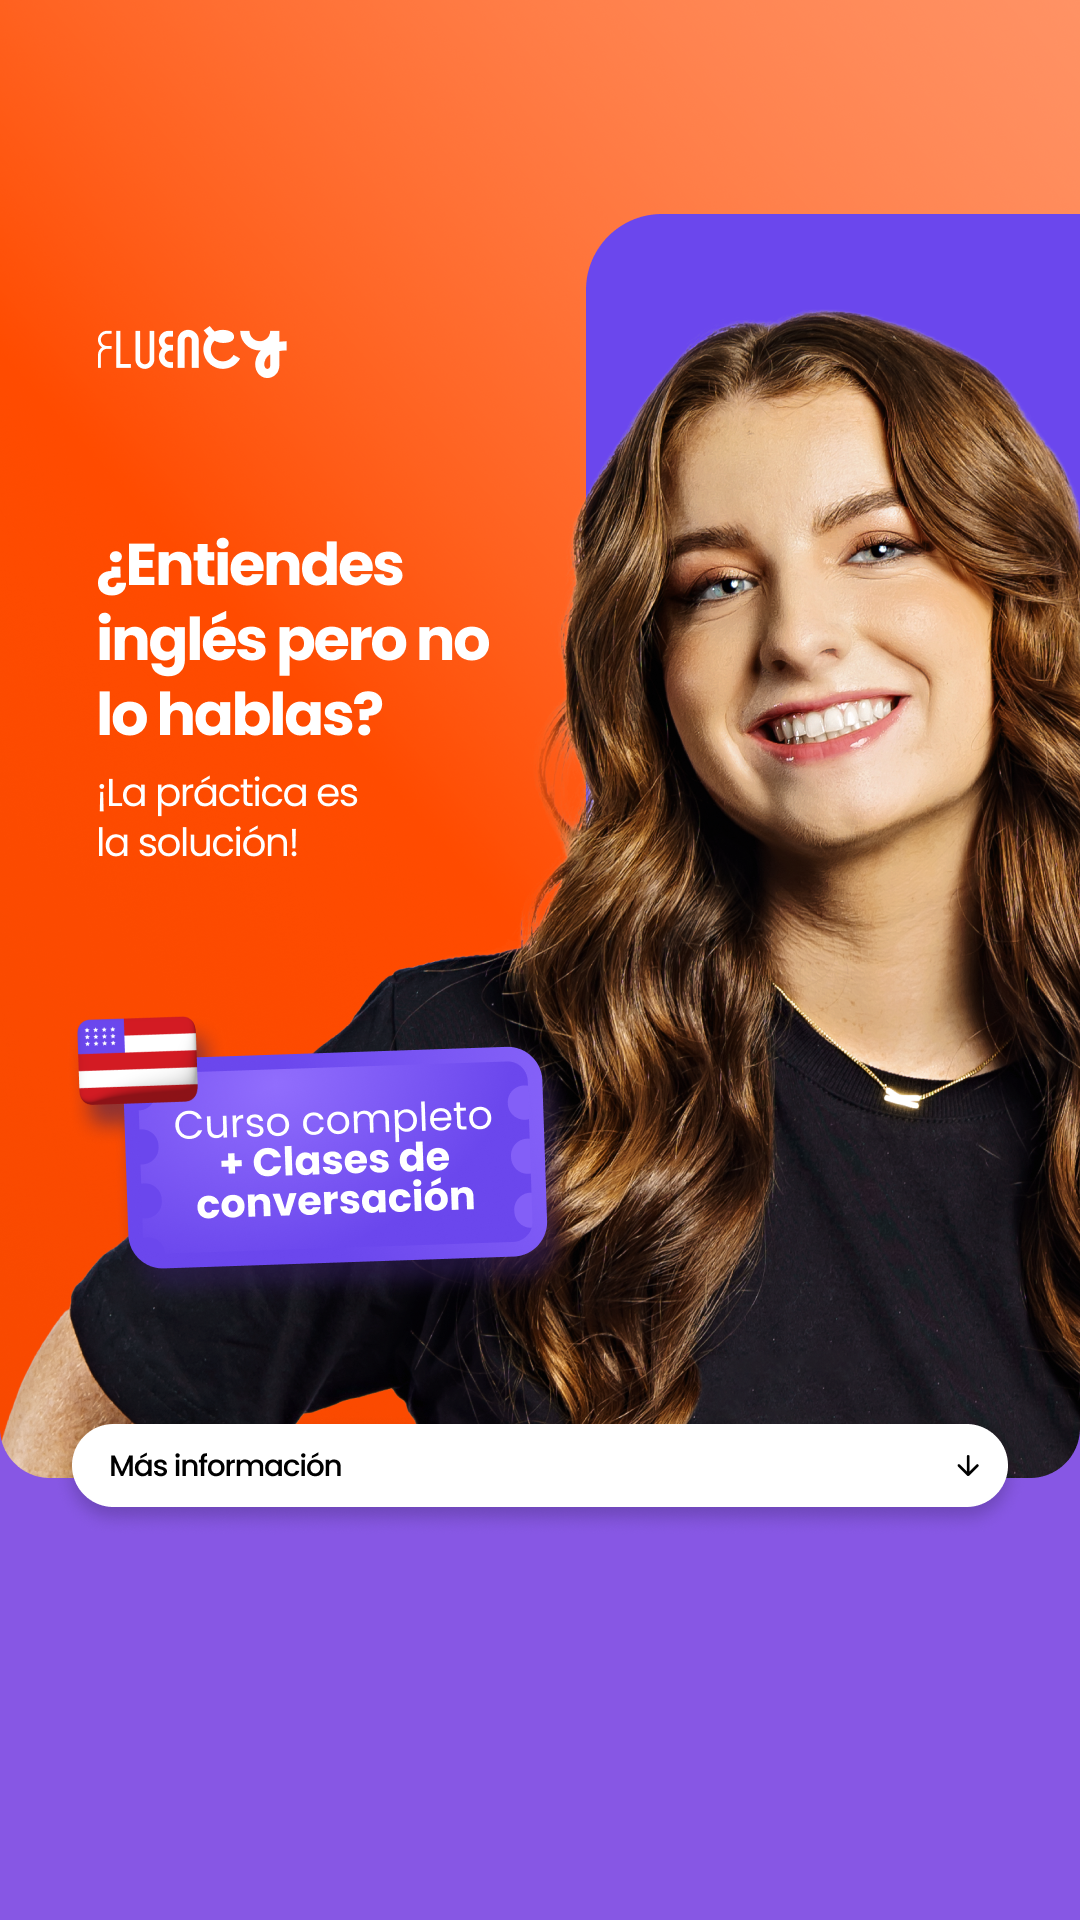 FLUENCY
¿Entiendes
inglés pero no
lo hablas?
¡La práctica es
la solución!
Curso completo
+ Clases de
conversación
Más información